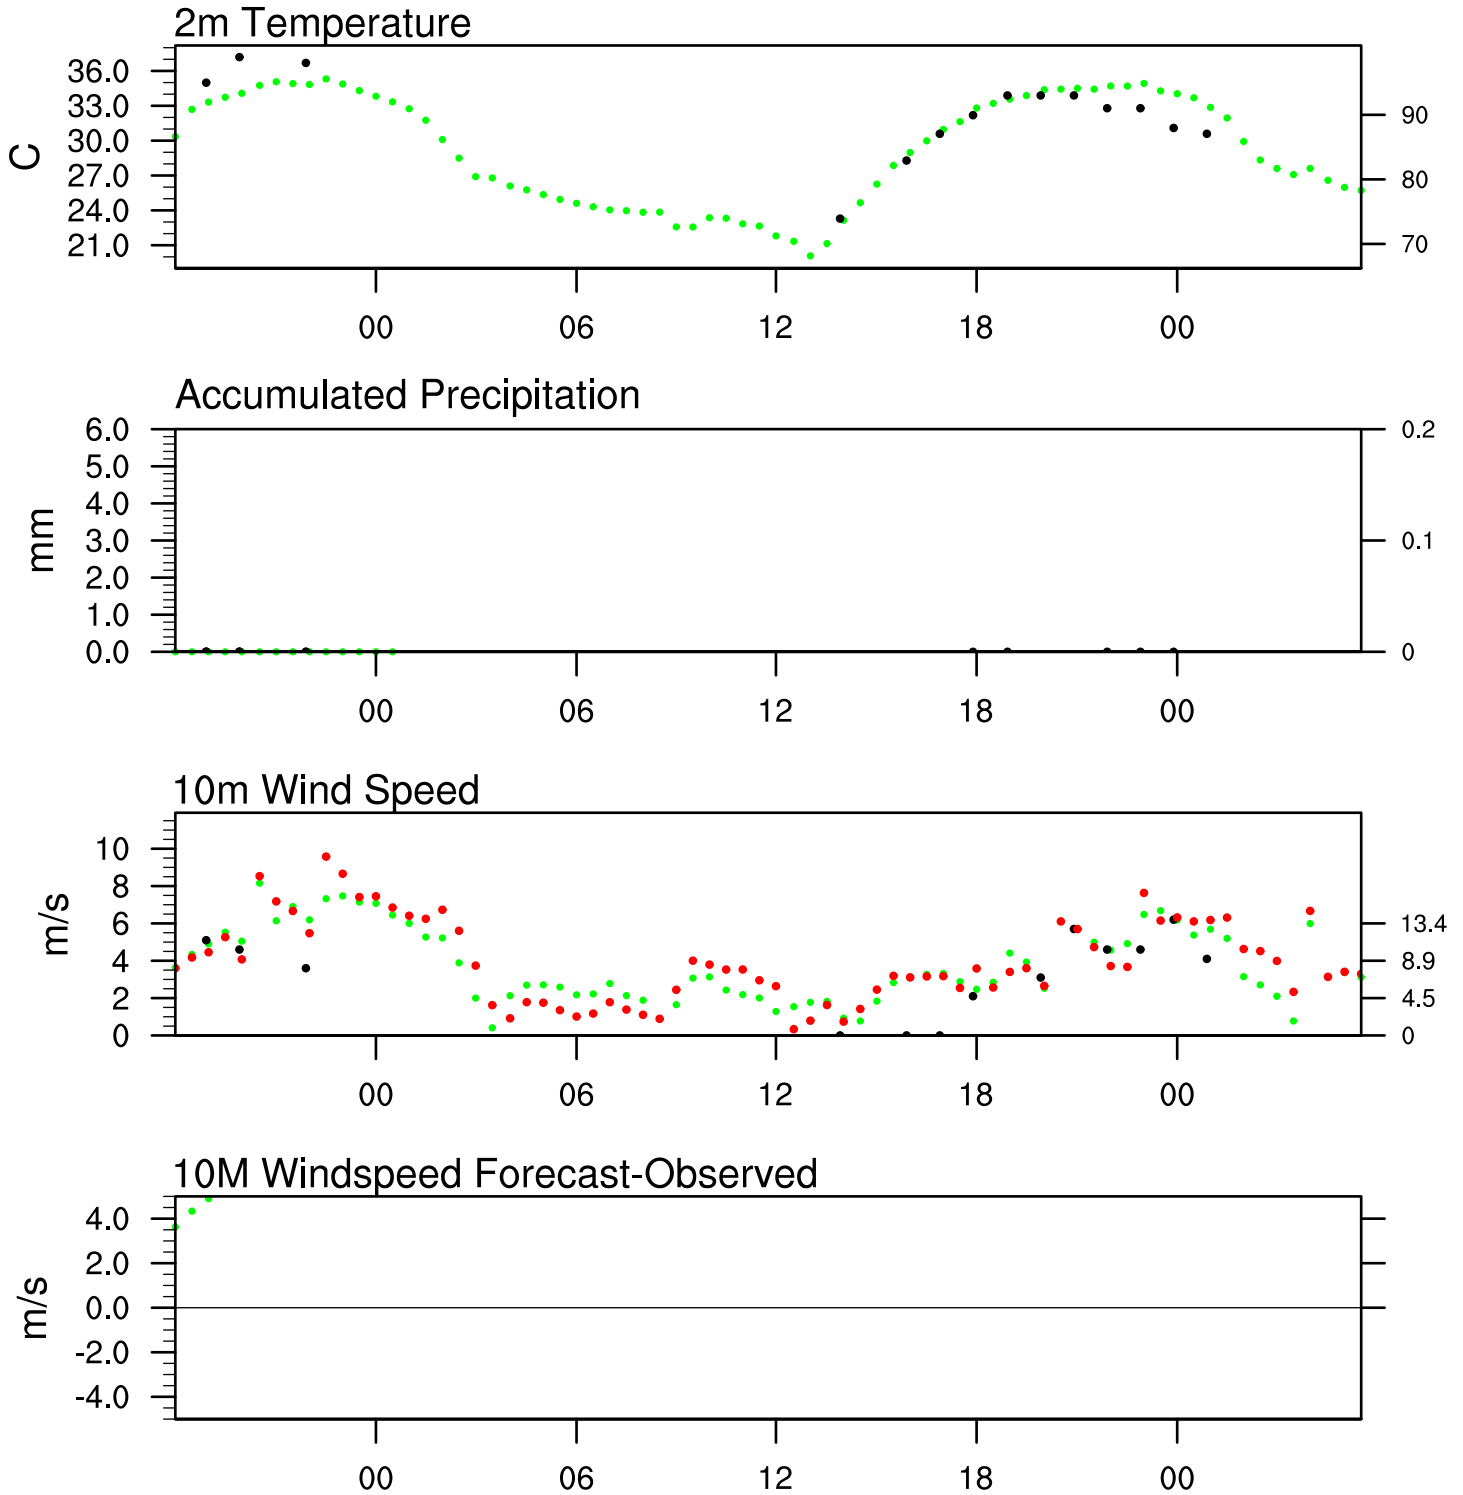 2m Temperature
C
36.0
33.0
30.0
27.0
24.0
21.0
90
80
70
00 06 12 18 00
Accumulated Precipitation
mm
6.0
5.0
4.0
3.0
2.0
1.0
0.0
0.2
0.1
0
00 06 12 18 00
10m Wind Speed
m/s
10
8
6
4
2
0
13.4
8.9
4.5
0
00 06 12 18 00
10M Windspeed Forecast-Observed
m/s
4.0
2.0
0.0
-2.0
-4.0
00 06 12 18 00